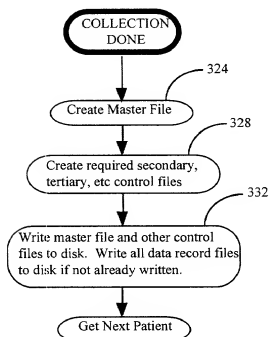 COLLECTION
DONE
324
Create Master File
328
Create required secondary,
tertiary, etc control files
332
Write master file and other control
files to disk. Write all data record files
to disk if not already written.
Get Next Patient